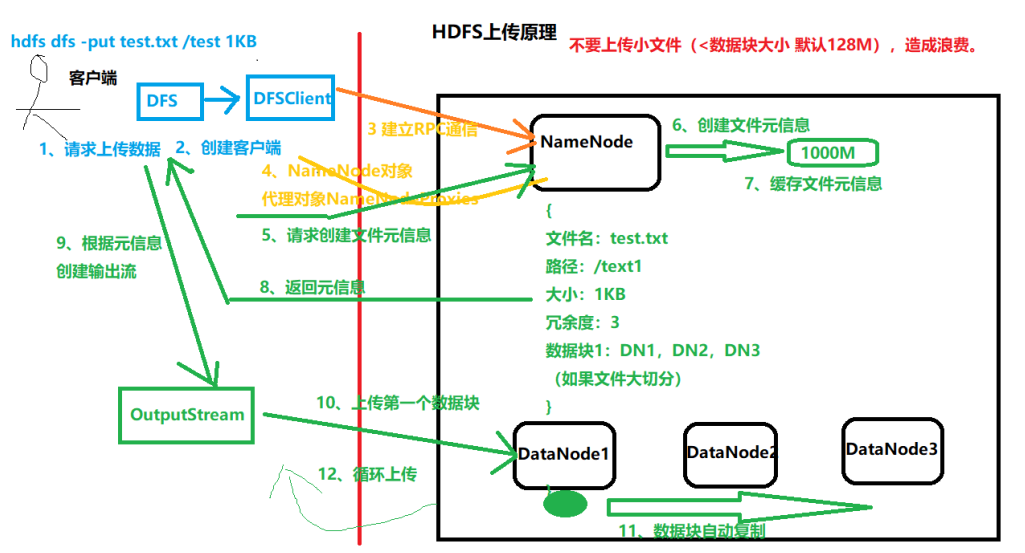 HDFS上传原理
hdfs dfs -put test.txt /test 1KB
不要上传小文件（<数据块大小 默认128M），造成浪费。
客户端
DFS
DFSClient
3 建立RPC通信
NameNode
6、创建文件元信息
1000M
7、缓存文件元信息
1、请求上传数据
2、创建客户端
4、NameNode对象
代理对象NameNodeProxies
5、请求创建文件元信息
{
文件名：test.txt
路径：/text1
大小：1KB
冗余度：3
数据块1：DN1，DN2，DN3
（如果文件大切分）
}
9、根据元信息
创建输出流
8、返回元信息
OutputStream
10、上传第一个数据块
DataNode1
DataNode2
DataNode3
12、循环上传
11、数据块自动复制